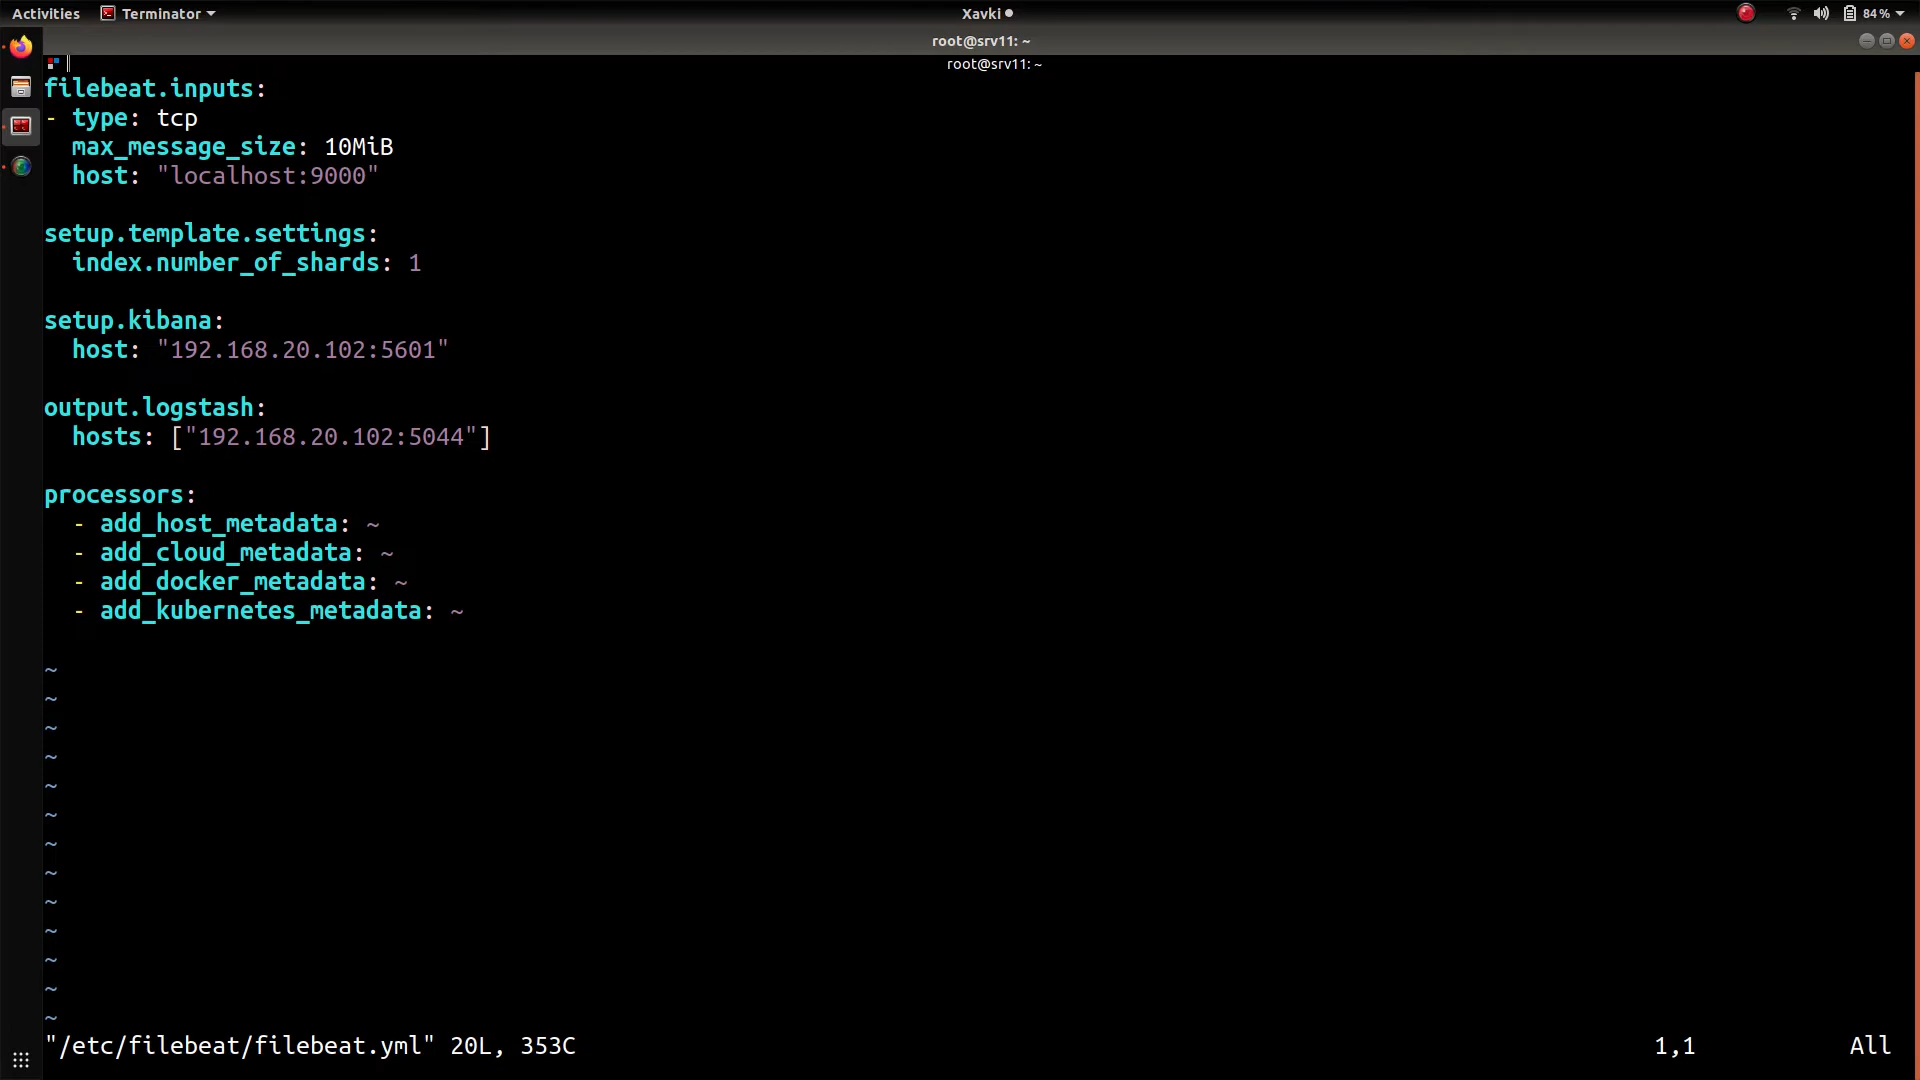 Activities Terminator Xavki 84%
root@srv11: ~
root@srv11: ~
filebeat.inputs:
- type: tcp
  max_message_size: 10MiB
  host: "localhost:9000"

setup.template.settings:
  index.number_of_shards: 1

setup.kibana:
  host: "192.168.20.102:5601"

output.logstash:
  hosts: ["192.168.20.102:5044"]

processors:
  - add_host_metadata: ~
  - add_cloud_metadata: ~
  - add_docker_metadata: ~
  - add_kubernetes_metadata: ~

~
~
~
~
~
~
~
~
~
~
~
~
~
"/etc/filebeat/filebeat.yml" 20L, 353C 1,1 All